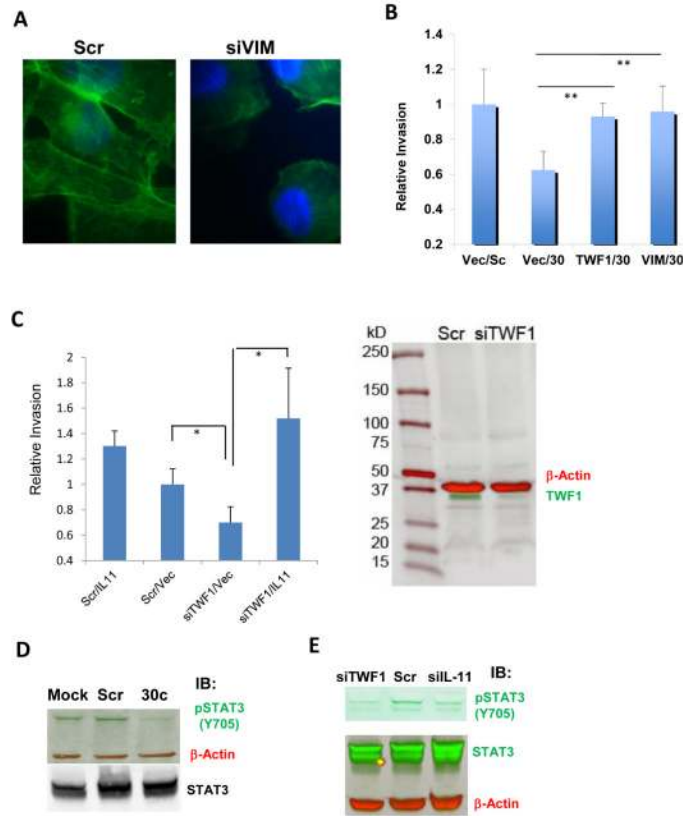 A
Scr siVIM
B
1.4
1.2
1
0.8
0.6
0.4
0.2
Relative Invasion
**
**
Vec/Sc Vec/30 TWF1/30 VIM/30
C
2
1.8
1.6
1.4
1.2
1
0.8
0.6
0.4
Relative Invasion
*
*
Scr/IL11
Scr/Vec
siTWF1/Vec
siTWF1/IL11
kD Scr siTWF1
250
150
100
75
50
37
25
20
15
β-Actin
TWF1
D
Mock Scr 30c IB:
pSTAT3
(Y705)
β-Actin
STAT3
E
siTWF1 Scr siIL-11 IB:
pSTAT3
(Y705)
STAT3
β-Actin